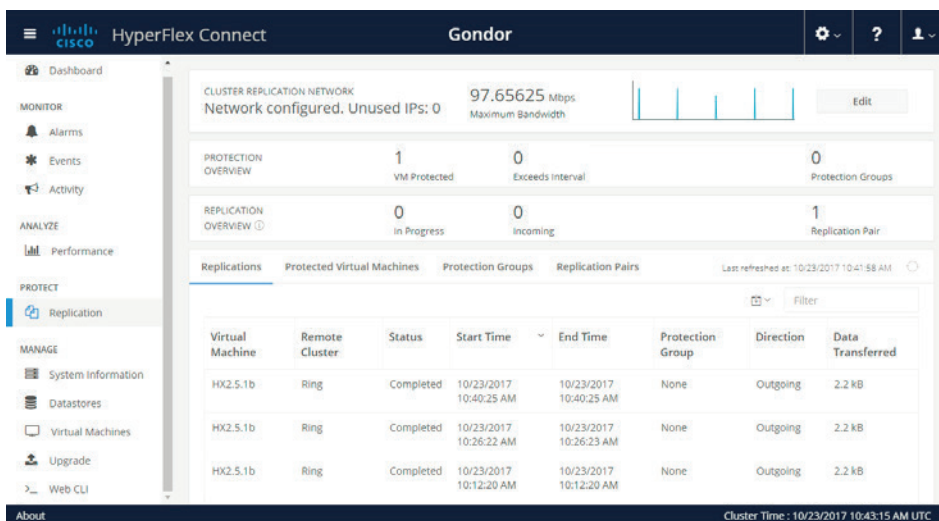 CISCO
HyperFlex Connect
Gondor
?
Dashboard
MONITOR
Alarms
Events
Activity
ANALYZE
Performance
PROTECT
Replication
MANAGE
System Information
Datastores
Virtual Machines
Upgrade
Web CLI
CLUSTER REPLICATION NETWORK
Network configured. Unused IPs: 0
97.65625 Mbps
Maximum Bandwidth
Edit
PROTECTION
OVERVIEW
1
VM Protected
0
Exceeds Interval
0
Protection Groups
REPLICATION
OVERVIEW
0
In Progress
0
Incoming
1
Replication Pair
Replications Protected Virtual Machines Protection Groups Replication Pairs
Last refreshed at: 10/23/2017 10:41:58 AM
Filter
Virtual Machine Remote Cluster Status Start Time End Time Protection Group Direction Data Transferred
HX2.5.1b Ring Completed 10/23/2017 10:40:25 AM 10/23/2017 10:40:25 AM None Outgoing 2.2 kB
HX2.5.1b Ring Completed 10/23/2017 10:26:22 AM 10/23/2017 10:26:23 AM None Outgoing 2.2 kB
HX2.5.1b Ring Completed 10/23/2017 10:12:20 AM 10/23/2017 10:12:20 AM None Outgoing 2.2 kB
About
Cluster Time : 10/23/2017 10:43:15 AM UTC